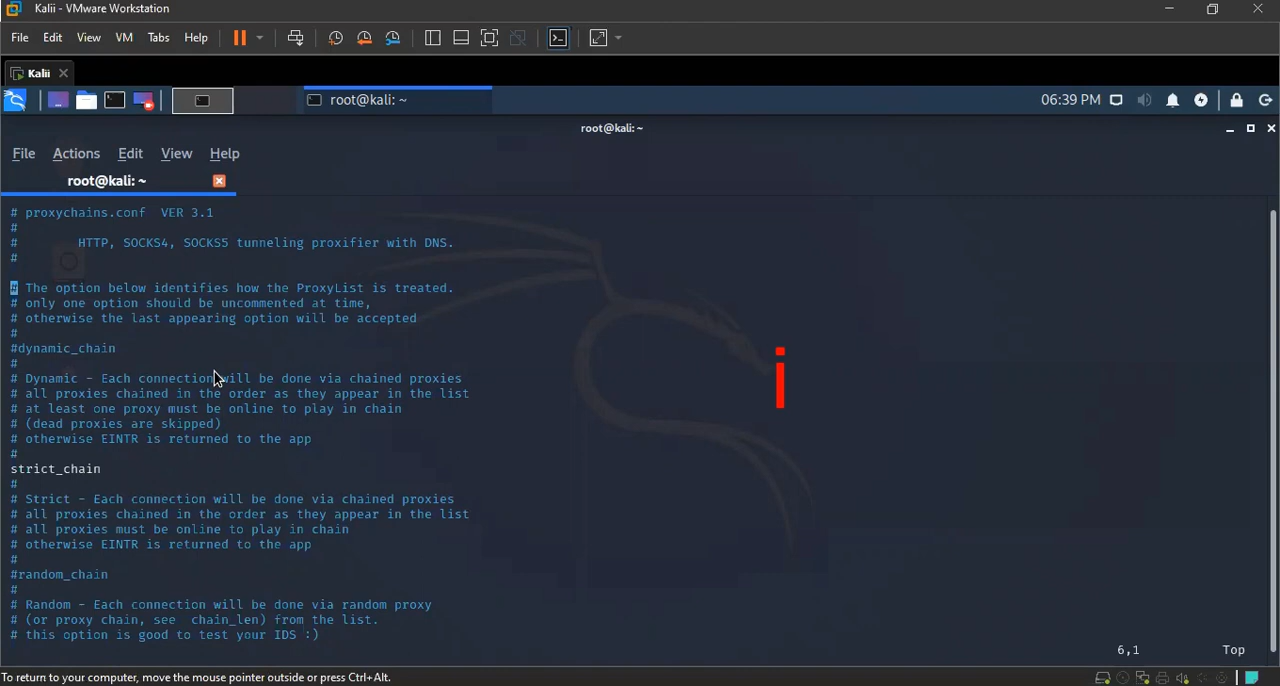 Kalii - VMware Workstation
File Edit View VM Tabs Help
Kalii
root@kali: ~ 06:39 PM
root@kali: ~
File Actions Edit View Help
root@kali: ~
# proxychains.conf  VER 3.1
#
#        HTTP, SOCKS4, SOCKS5 tunneling proxifier with DNS.
#
# The option below identifies how the ProxyList is treated.
# only one option should be uncommented at time,
# otherwise the last appearing option will be accepted
#
#dynamic_chain
#
# Dynamic - Each connection will be done via chained proxies
# all proxies chained in the order as they appear in the list
# at least one proxy must be online to play in chain
# (dead proxies are skipped)
# otherwise EINTR is returned to the app
#
strict_chain
#
# Strict - Each connection will be done via chained proxies
# all proxies chained in the order as they appear in the list
# all proxies must be online to play in chain
# otherwise EINTR is returned to the app
#
#random_chain
#
# Random - Each connection will be done via random proxy
# (or proxy chain, see  chain_len) from the list.
# this option is good to test your IDS :)
i
6,1 Top
To return to your computer, move the mouse pointer outside or press Ctrl+Alt.